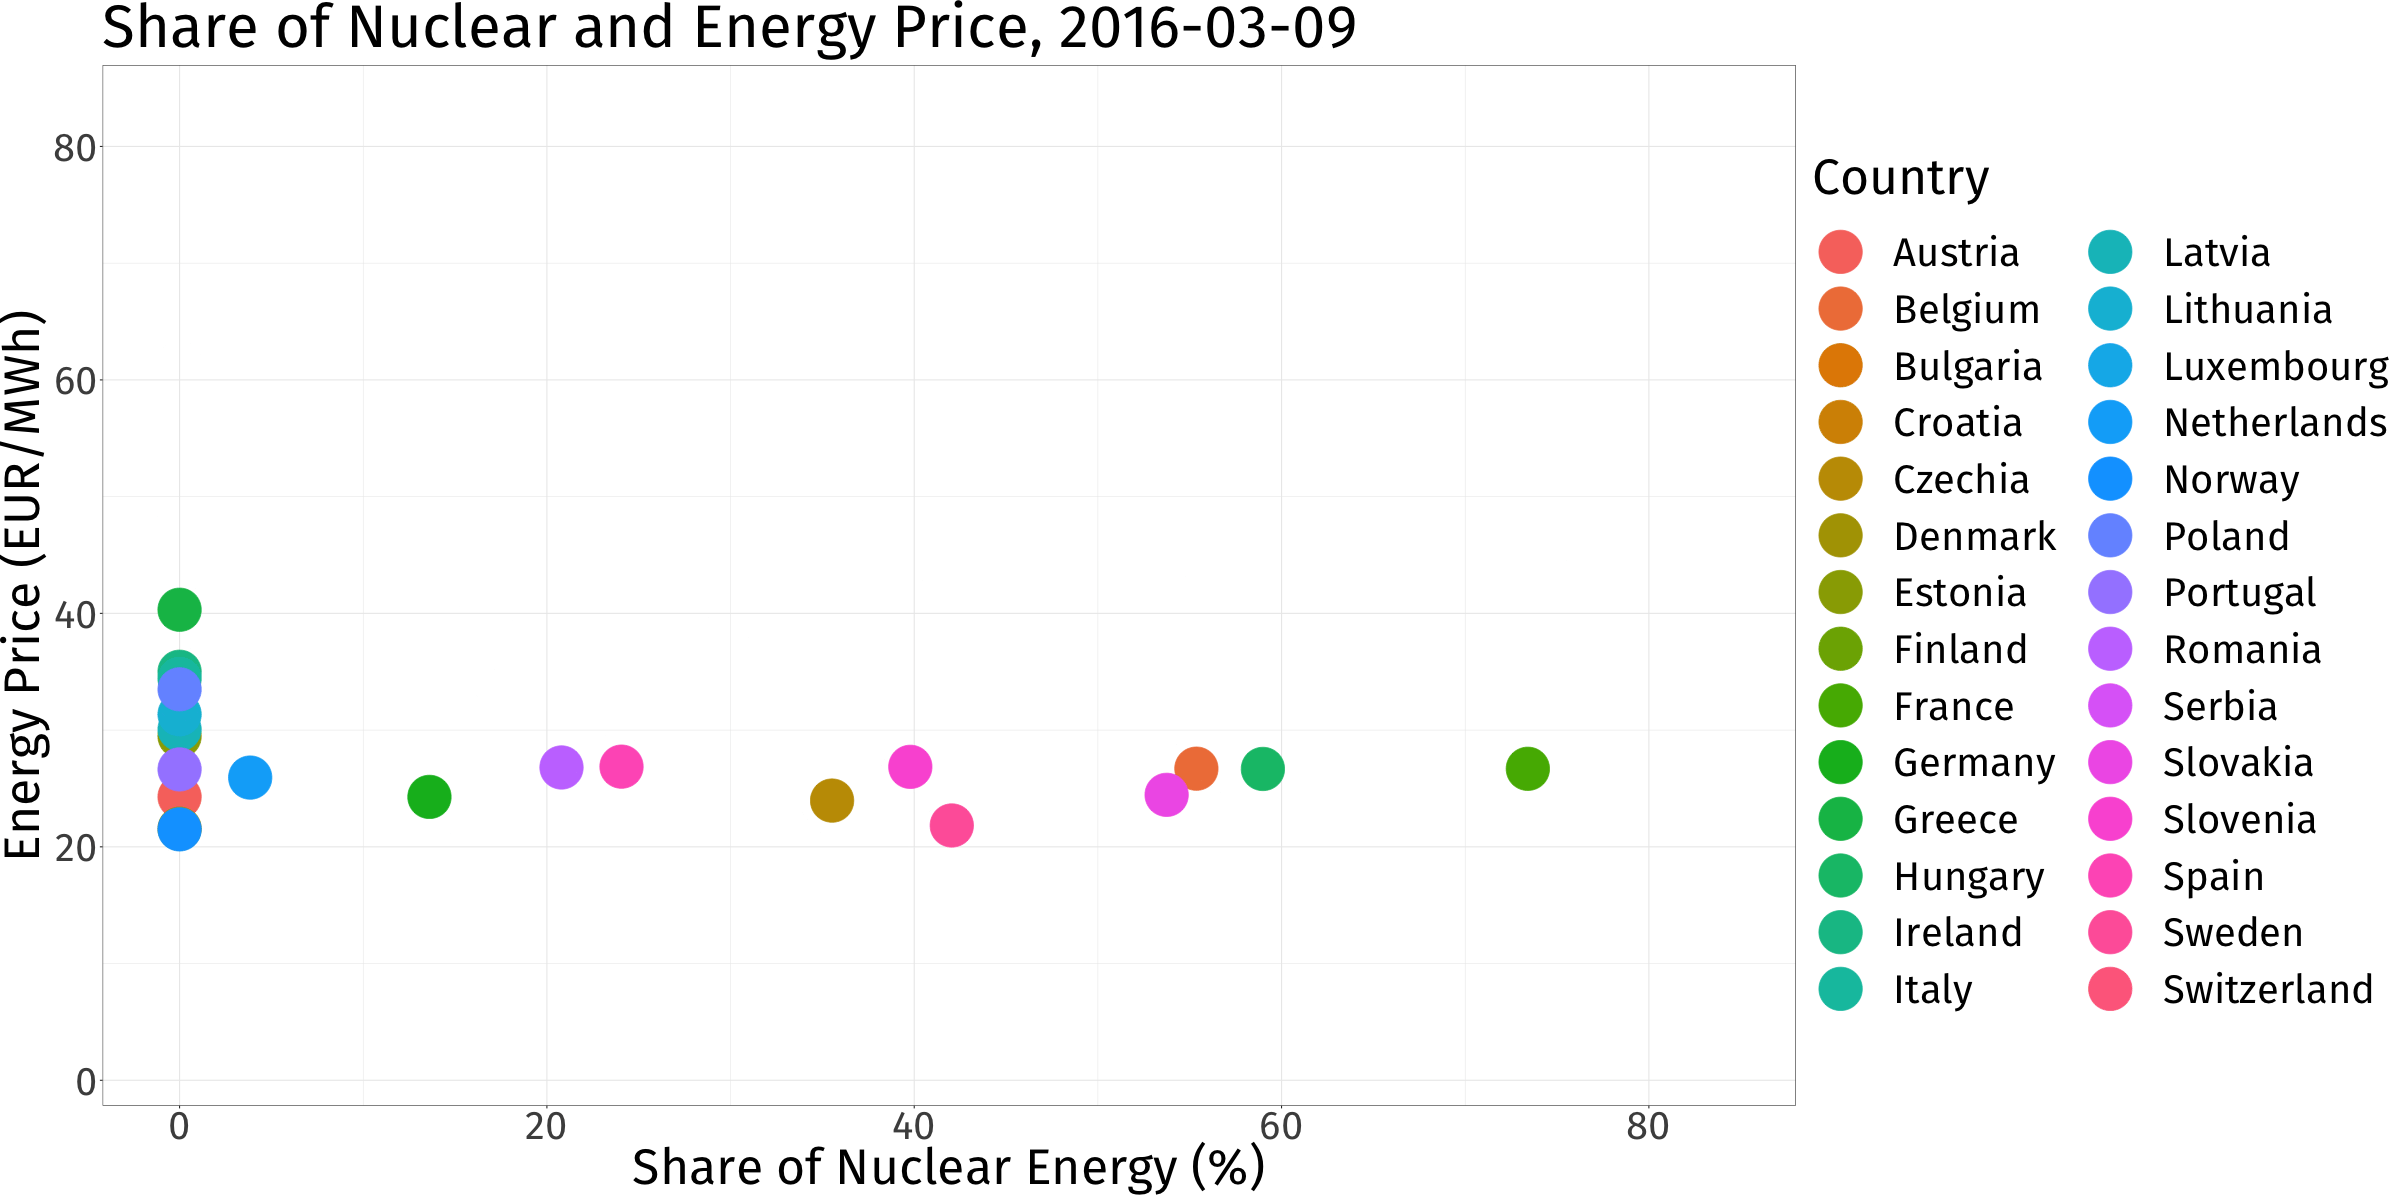 Share of Nuclear and Energy Price, 2016-03-09
Energy Price (EUR/MWh)
80
60
40
20
0
0
20
40
60
80
Share of Nuclear Energy (%)
Country
Austria
Belgium
Bulgaria
Croatia
Czechia
Denmark
Estonia
Finland
France
Germany
Greece
Hungary
Ireland
Italy
Latvia
Lithuania
Luxembourg
Netherlands
Norway
Poland
Portugal
Romania
Serbia
Slovakia
Slovenia
Spain
Sweden
Switzerland